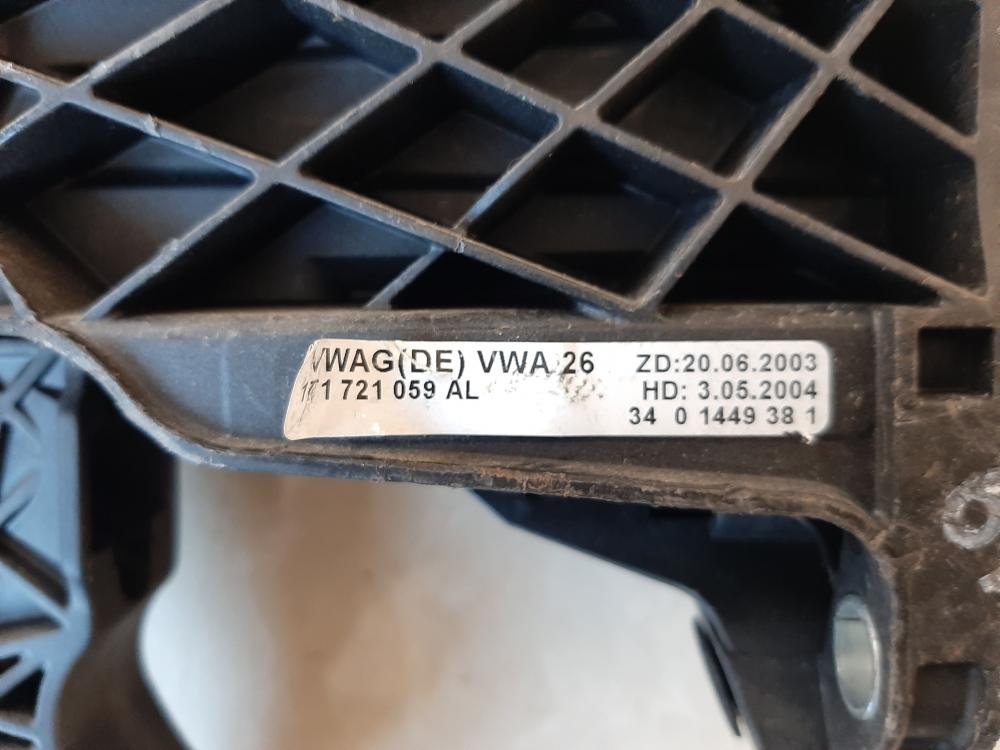 VWAG(DE) VWA 26
1T1 721 059 AL
ZD:20.06.2003
HD: 3.05.2004
34 0 1449 38 1